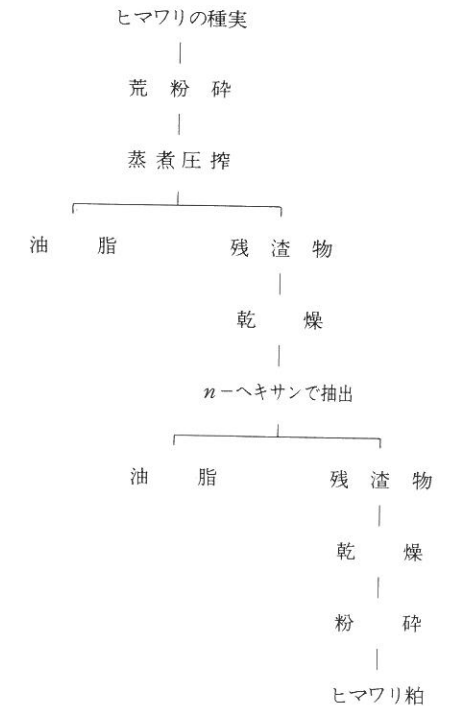 ヒマワリの種実
荒粉砕
蒸煮圧搾
油脂 残渣物
乾燥
n-ヘキサンで抽出
油脂 残渣物
乾燥
粉砕
ヒマワリ粕